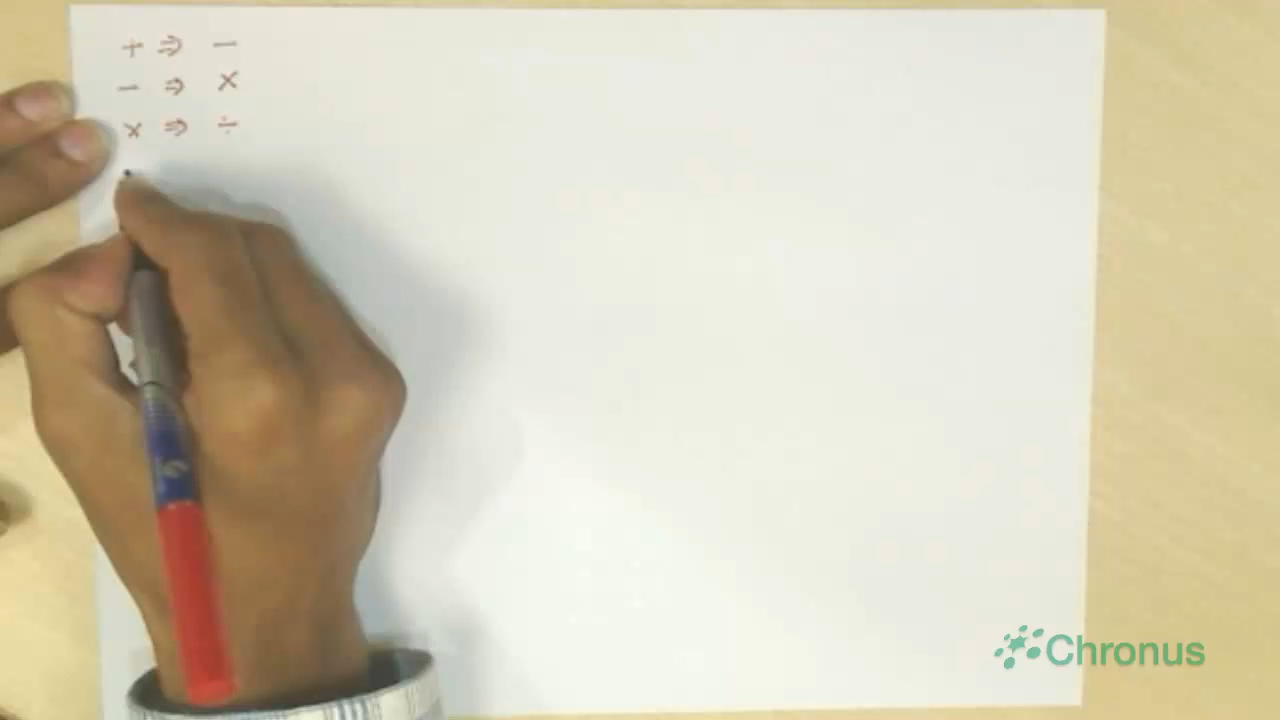 + ⇒ −
− ⇒ ×
× ⇒ ÷
Chronus